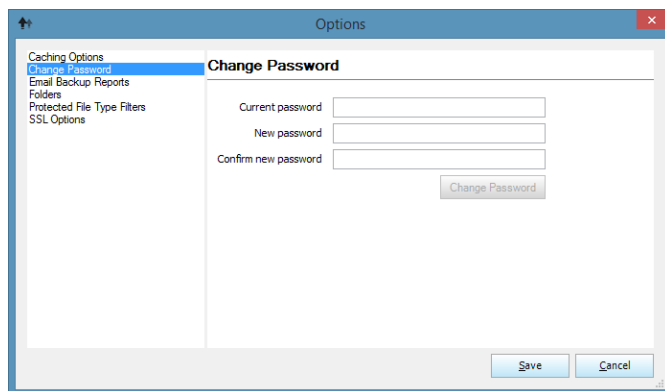 Options
Caching Options
Change Password
Email Backup Reports
Folders
Protected File Type Filters
SSL Options
Change Password
Current password
New password
Confirm new password
Change Password
Save
Cancel